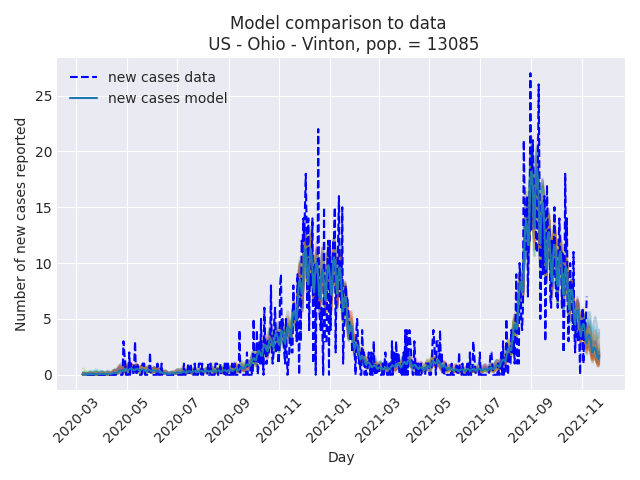 Model comparison to data
US - Ohio - Vinton, pop. = 13085
new cases data
new cases model
Number of new cases reported
25
20
15
10
5
0
2020-03
2020-05
2020-07
2020-09
2020-11
2021-01
2021-03
2021-05
2021-07
2021-09
2021-11
Day